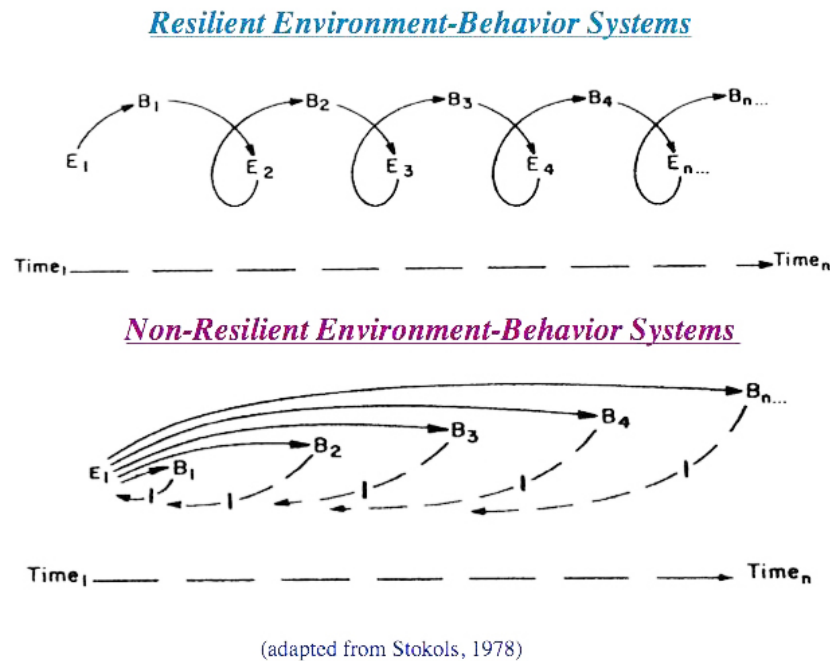 Resilient Environment-Behavior Systems
B1 B2 B3 B4 Bn...
E1 E2 E3 E4 En...
Time1 Timen
Non-Resilient Environment-Behavior Systems
Bn...
B4
B3
B2
E1 B1
Time1 Timen
(adapted from Stokols, 1978)